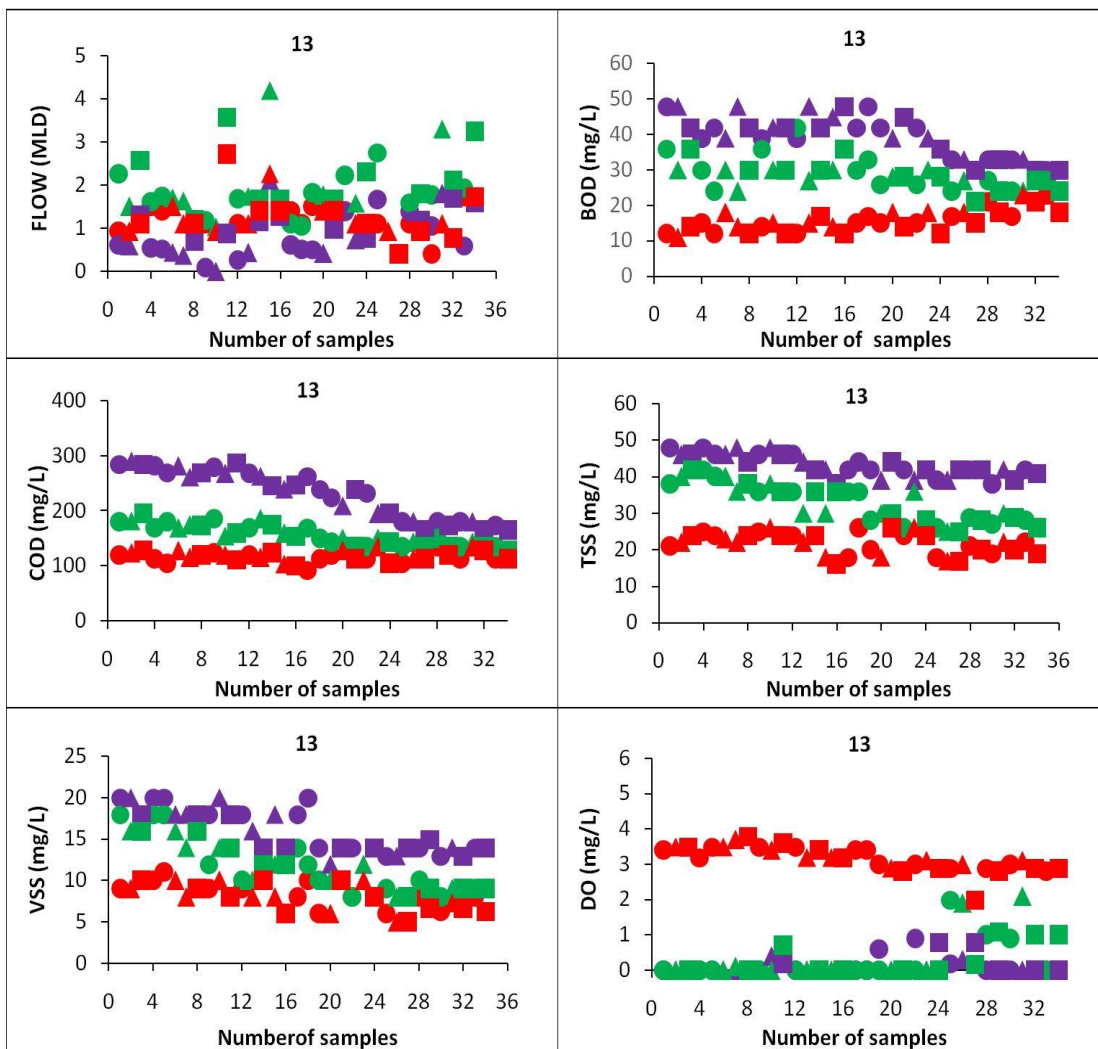 13
FLOW (MLD)
5
4
3
2
1
0
0 4 8 12 16 20 24 28 32 36
Number of samples
13
BOD (mg/L)
60
50
40
30
20
10
0
0 4 8 12 16 20 24 28 32
Number of samples
13
COD (mg/L)
400
300
200
100
0
0 4 8 12 16 20 24 28 32
Number of samples
13
TSS (mg/L)
60
50
40
30
20
10
0
0 4 8 12 16 20 24 28 32 36
Number of samples
13
VSS (mg/L)
25
20
15
10
5
0
0 4 8 12 16 20 24 28 32 36
Numberof samples
13
DO (mg/L)
6
5
4
3
2
1
0
0 4 8 12 16 20 24 28 32
Number of samples